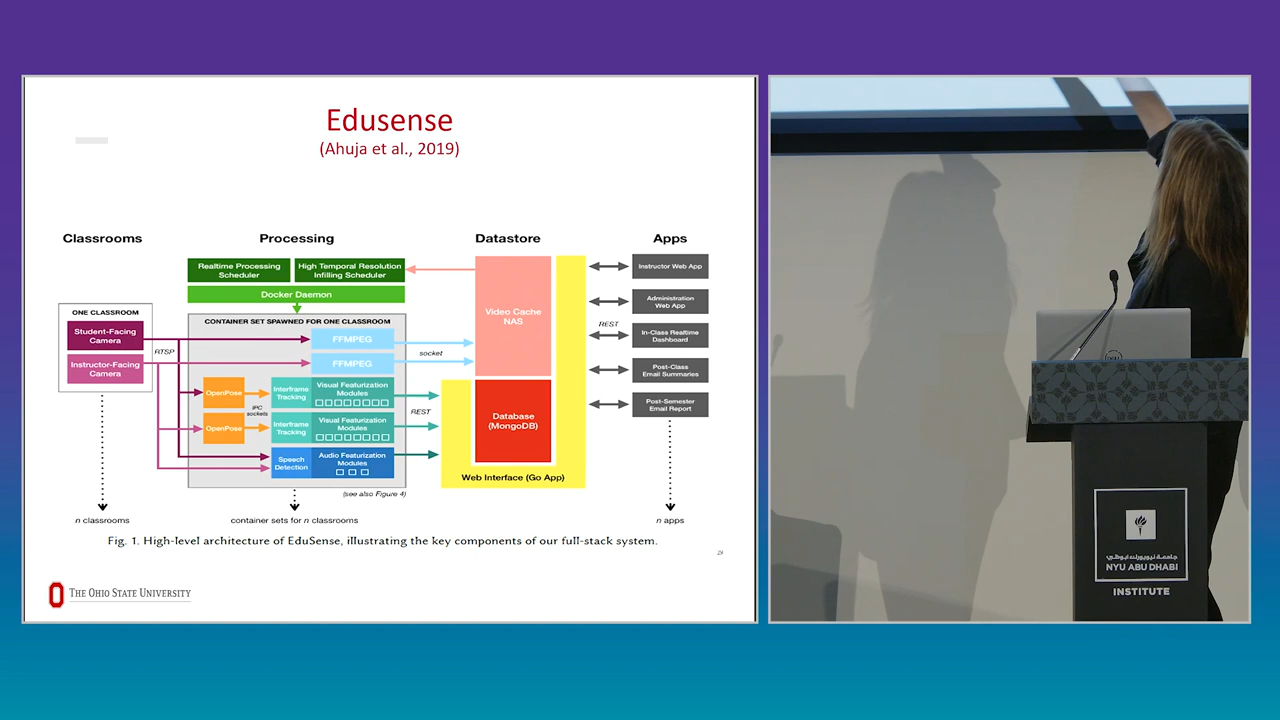 Edusense
(Ahuja et al., 2019)
Classrooms
Processing
Datastore
Apps
ONE CLASSROOM
Student-Facing
Camera
Instructor-Facing
Camera
RTSP
Realtime Processing
Scheduler
High Temporal Resolution
Infilling Scheduler
Docker Daemon
CONTAINER SET SPAWNED FOR ONE CLASSROOM
FFMPEG
FFMPEG
OpenPose
IPC
sockets
Interframe
Tracking
Visual Featurization
Modules
OpenPose
Interframe
Tracking
Visual Featurization
Modules
Speech
Detection
Audio Featurization
Modules
(see also Figure 4)
socket
REST
Video Cache
NAS
Database
(MongoDB)
Web Interface (Go App)
REST
Instructor Web App
Administration
Web App
In-Class Realtime
Dashboard
Post-Class
Email Summaries
Post-Semester
Email Report
n classrooms
container sets for n classrooms
n apps
Fig. 1. High-level architecture of EduSense, illustrating the key components of our full-stack system.
THE OHIO STATE UNIVERSITY
جامعة نيويورك أبوظبي
NYU ABU DHABI
INSTITUTE